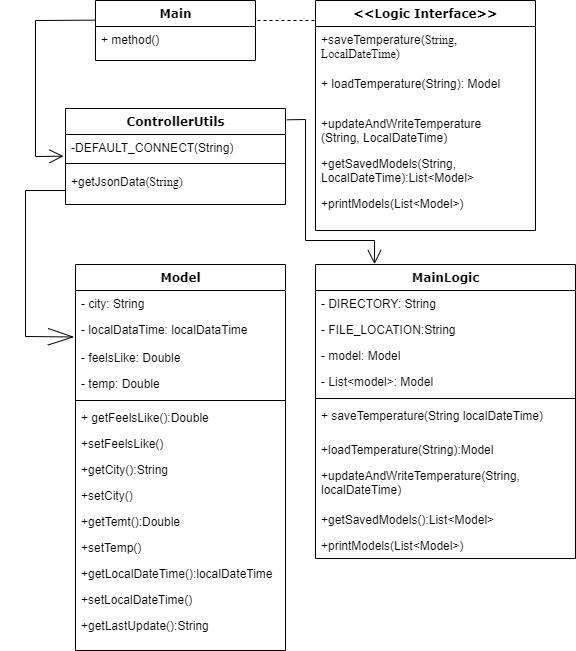 Main
+ method()
<<Logic Interface>>
+saveTemperature(String,
LocalDateTime)
+ loadTemperature(String): Model
+updateAndWriteTemperature
(String, LocalDateTime)
+getSavedModels(String,
LocalDateTime):List<Model>
+printModels(List<Model>)
ControllerUtils
-DEFAULT_CONNECT(String)
+getJsonData(String)
Model
- city: String
- localDataTime: localDataTime
- feelsLike: Double
- temp: Double
+ getFeelsLike():Double
+setFeelsLike()
+getCity():String
+setCity()
+getTemt():Double
+setTemp()
+getLocalDateTime():localDateTime
+setLocalDateTime()
+getLastUpdate():String
MainLogic
- DIRECTORY: String
- FILE_LOCATION:String
- model: Model
- List<model>: Model
+ saveTemperature(String localDateTime)
+loadTemperature(String):Model
+updateAndWriteTemperature(String,
localDateTime)
+getSavedModels():List<Model>
+printModels(List<Model>)